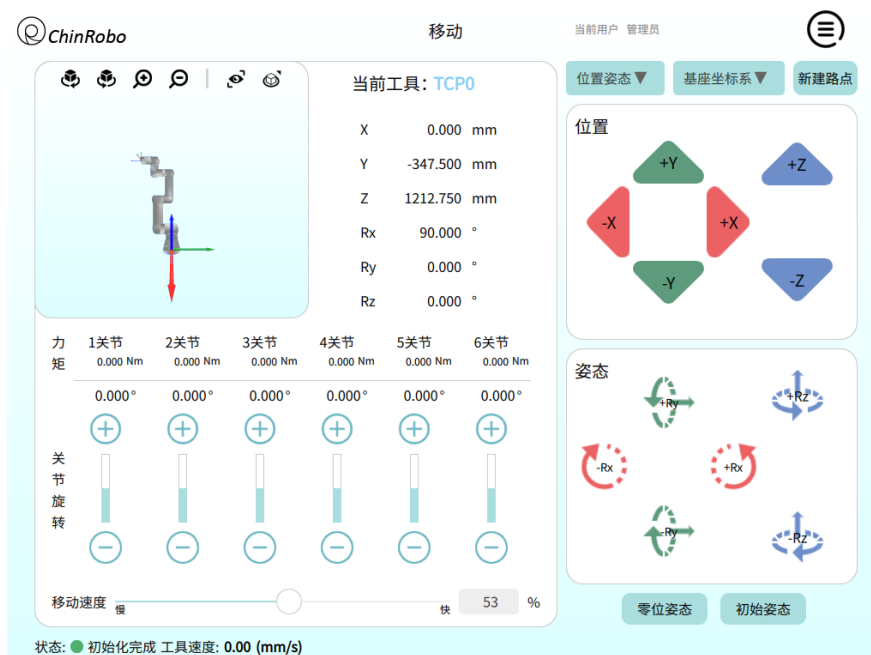 ChinRobo
移动
当前用户 管理员
位置姿态▼ 基座坐标系▼ 新建路点
当前工具: TCP0
X 0.000 mm
Y -347.500 mm
Z 1212.750 mm
Rx 90.000 °
Ry 0.000 °
Rz 0.000 °
力矩
1关节 2关节 3关节 4关节 5关节 6关节
0.000 Nm 0.000 Nm 0.000 Nm 0.000 Nm 0.000 Nm 0.000 Nm
0.000° 0.000° 0.000° 0.000° 0.000° 0.000°
关节旋转
移动速度 慢 快 53 %
位置
+Y +Z
-X +X
-Y -Z
姿态
+Ry +Rz
-Rx +Rx
-Ry -Rz
零位姿态 初始姿态
状态: 初始化完成 工具速度: 0.00 (mm/s)